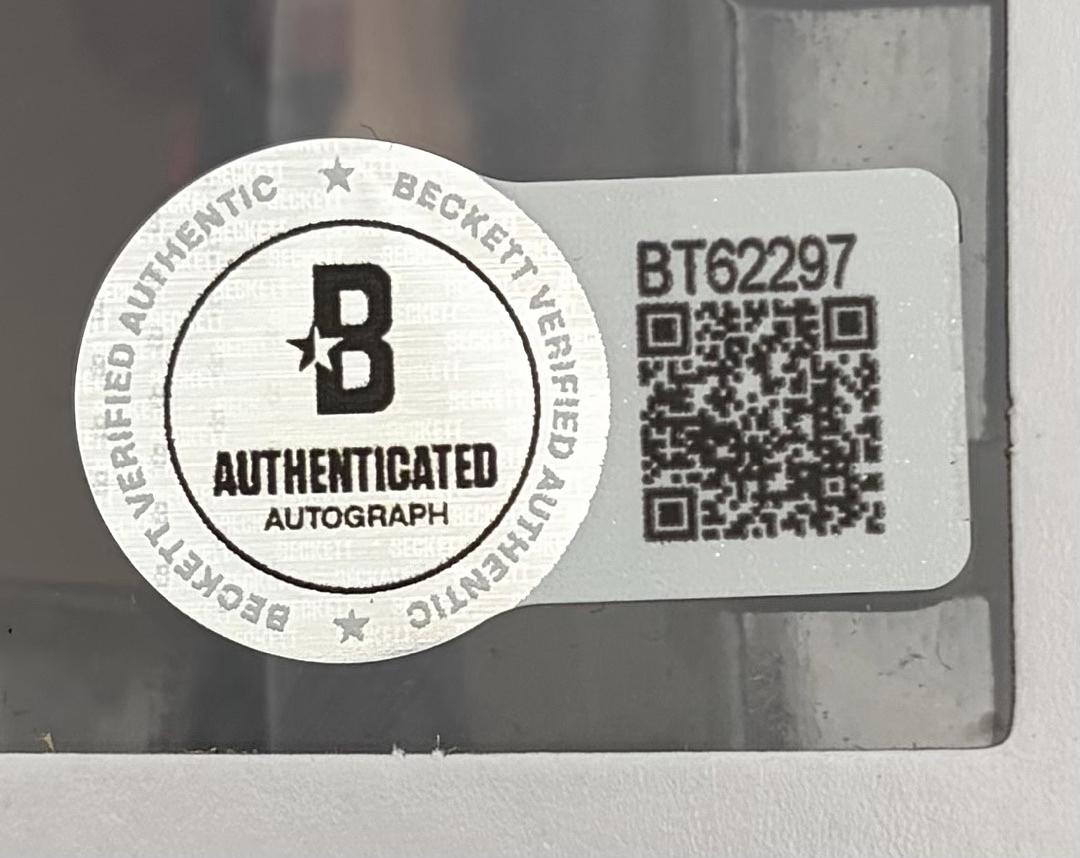 BECKETT VERIFIED AUTHENTIC ★ BECKETT VERIFIED AUTHENTIC ★
B
AUTHENTICATED
AUTOGRAPH
BT62297